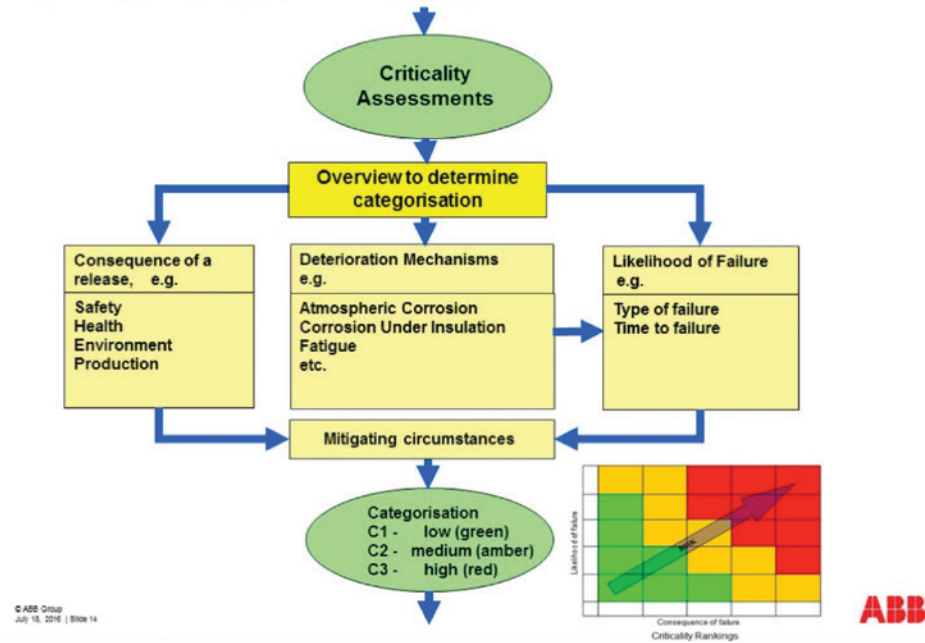 Criticality
Assessments
Overview to determine
categorisation
Consequence of a
release, e.g.
Safety
Health
Environment
Production
Deterioration Mechanisms
e.g.
Atmospheric Corrosion
Corrosion Under Insulation
Fatigue
etc.
Likelihood of Failure
e.g.
Type of failure
Time to failure
Mitigating circumstances
Categorisation
C1 - low (green)
C2 - medium (amber)
C3 - high (red)
Likelihood of failure
Risk
Consequence of failure
Criticality Rankings
© ABB Group
July 15, 2016 | Slide 14
ABB